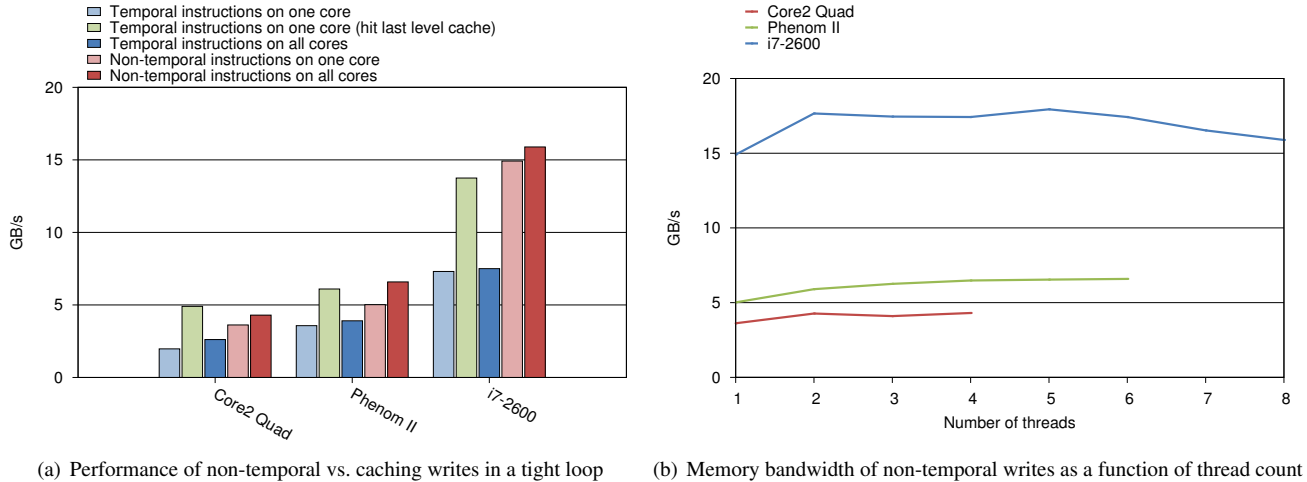 Temporal instructions on one core
Temporal instructions on one core (hit last level cache)
Temporal instructions on all cores
Non-temporal instructions on one core
Non-temporal instructions on all cores
20
15
10
5
0
GB/s
Core2 Quad
Phenom II
i7-2600
(a) Performance of non-temporal vs. caching writes in a tight loop
Core2 Quad
Phenom II
i7-2600
20
15
10
5
0
GB/s
1 2 3 4 5 6 7 8
Number of threads
(b) Memory bandwidth of non-temporal writes as a function of thread count